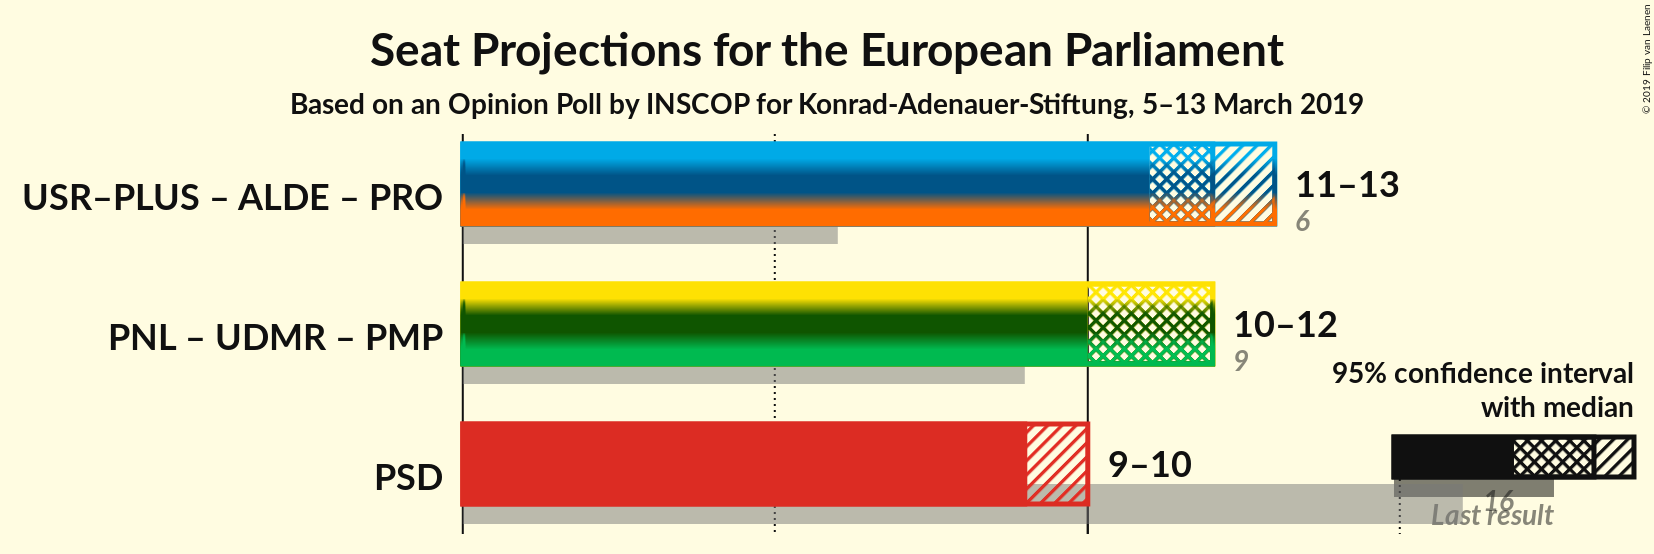 Seat Projections for the European Parliament
Based on an Opinion Poll by INSCOP for Konrad-Adenauer-Stiftung, 5–13 March 2019
© 2019 Filip van Laenen
USR–PLUS – ALDE – PRO
11–13
6
PNL – UDMR – PMP
10–12
9
95% confidence interval
with median
PSD
9–10
16
Last result